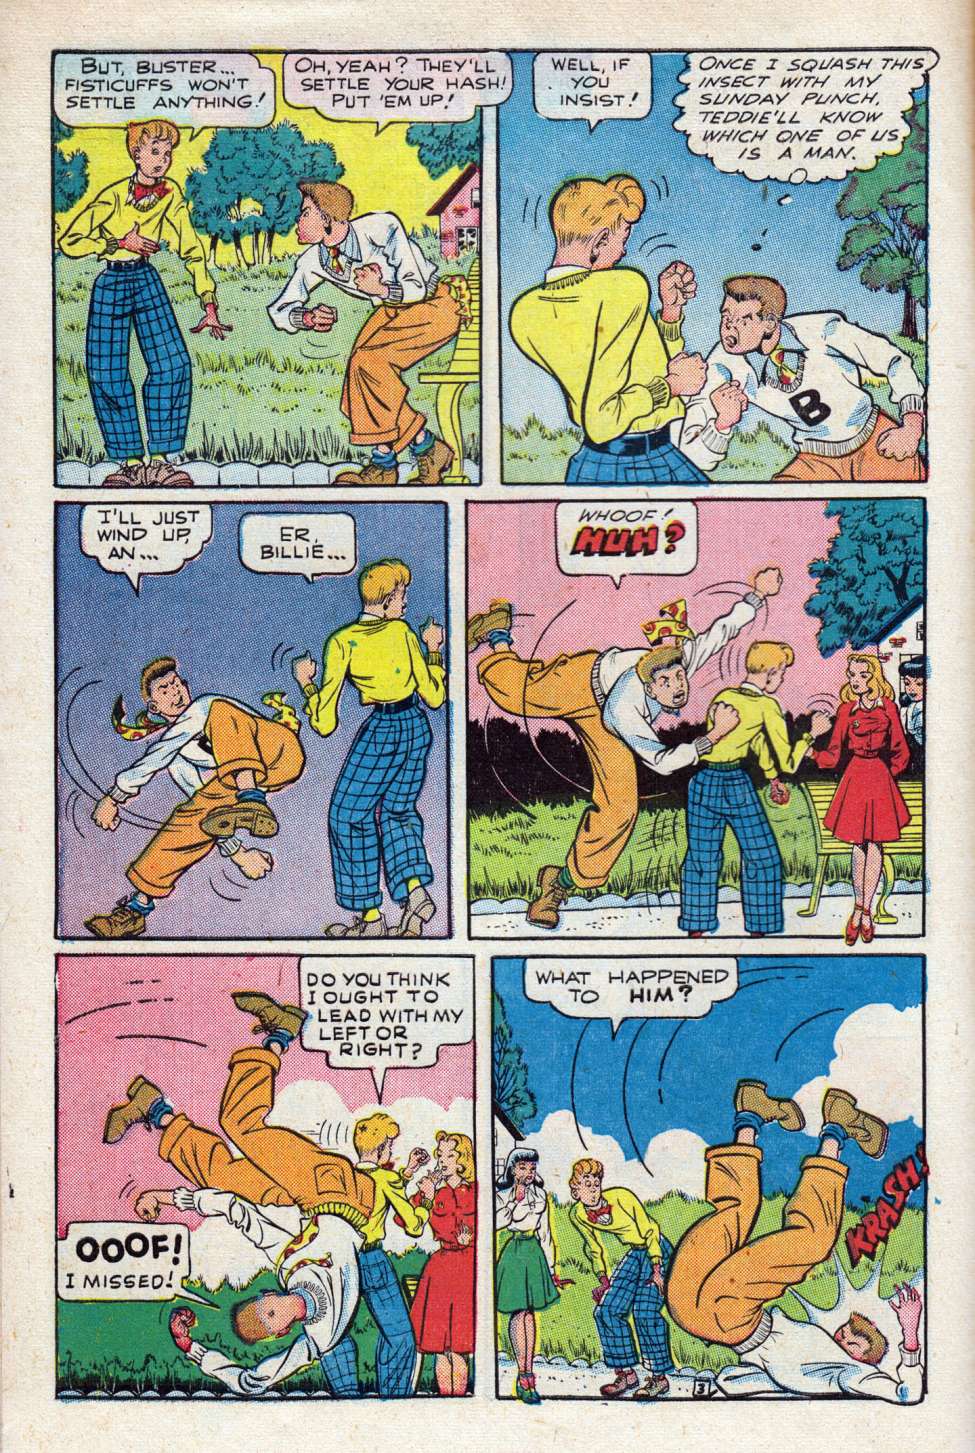 BUT, BUSTER...
FISTICUFFS WON'T
SETTLE ANYTHING!
OH, YEAH? THEY'LL
SETTLE YOUR HASH!
PUT 'EM UP!
WELL, IF
YOU
INSIST!
ONCE I SQUASH THIS
INSECT WITH MY
SUNDAY PUNCH,
TEDDIE'LL KNOW
WHICH ONE OF US
IS A MAN.
B
I'LL JUST
WIND UP,
AN...
ER,
BILLIE...
WHOOF!
HUH?
DO YOU THINK
I OUGHT TO
LEAD WITH MY
LEFT OR
RIGHT?
OOOF!
I MISSED!
WHAT HAPPENED
TO HIM?
KRASH!
3